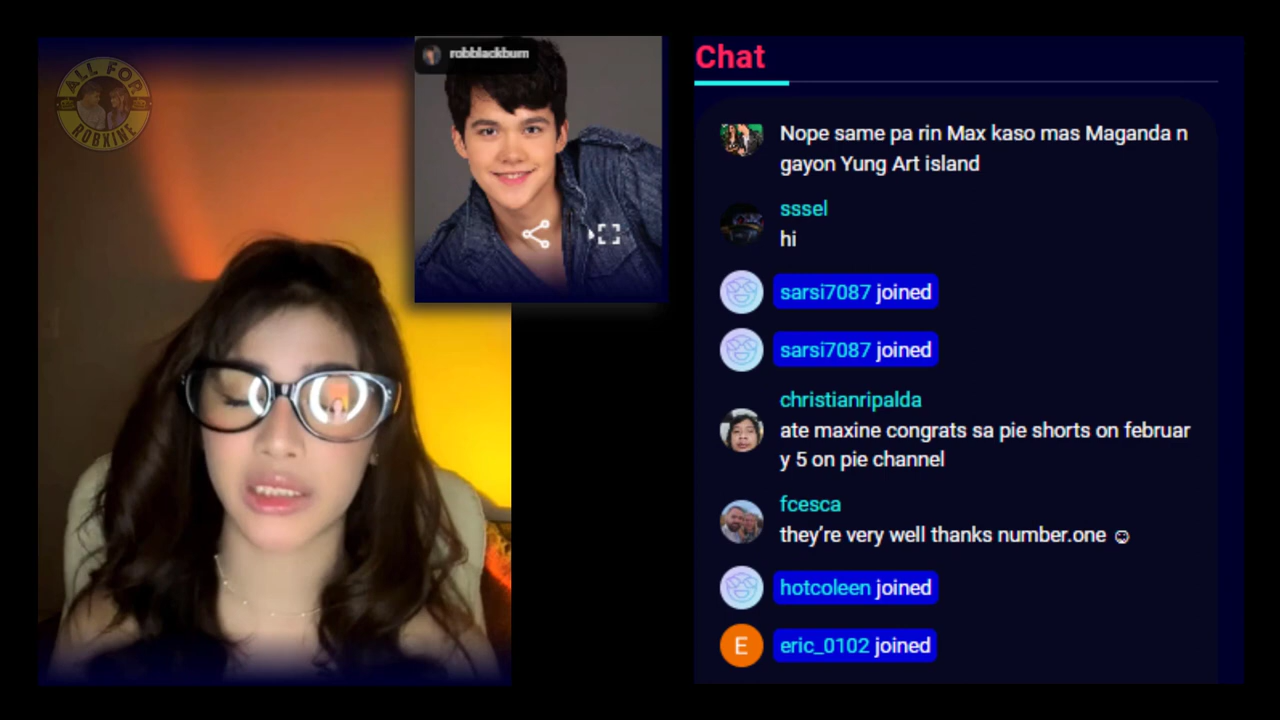 ALL FOR
ROBXINE
robblackburn
Chat
Nope same pa rin Max kaso mas Maganda n
gayon Yung Art island
sssel
hi
sarsi7087 joined
sarsi7087 joined
christianripalda
ate maxine congrats sa pie shorts on februar
y 5 on pie channel
fcesca
they’re very well thanks number.one 😄
hotcoleen joined
E eric_0102 joined